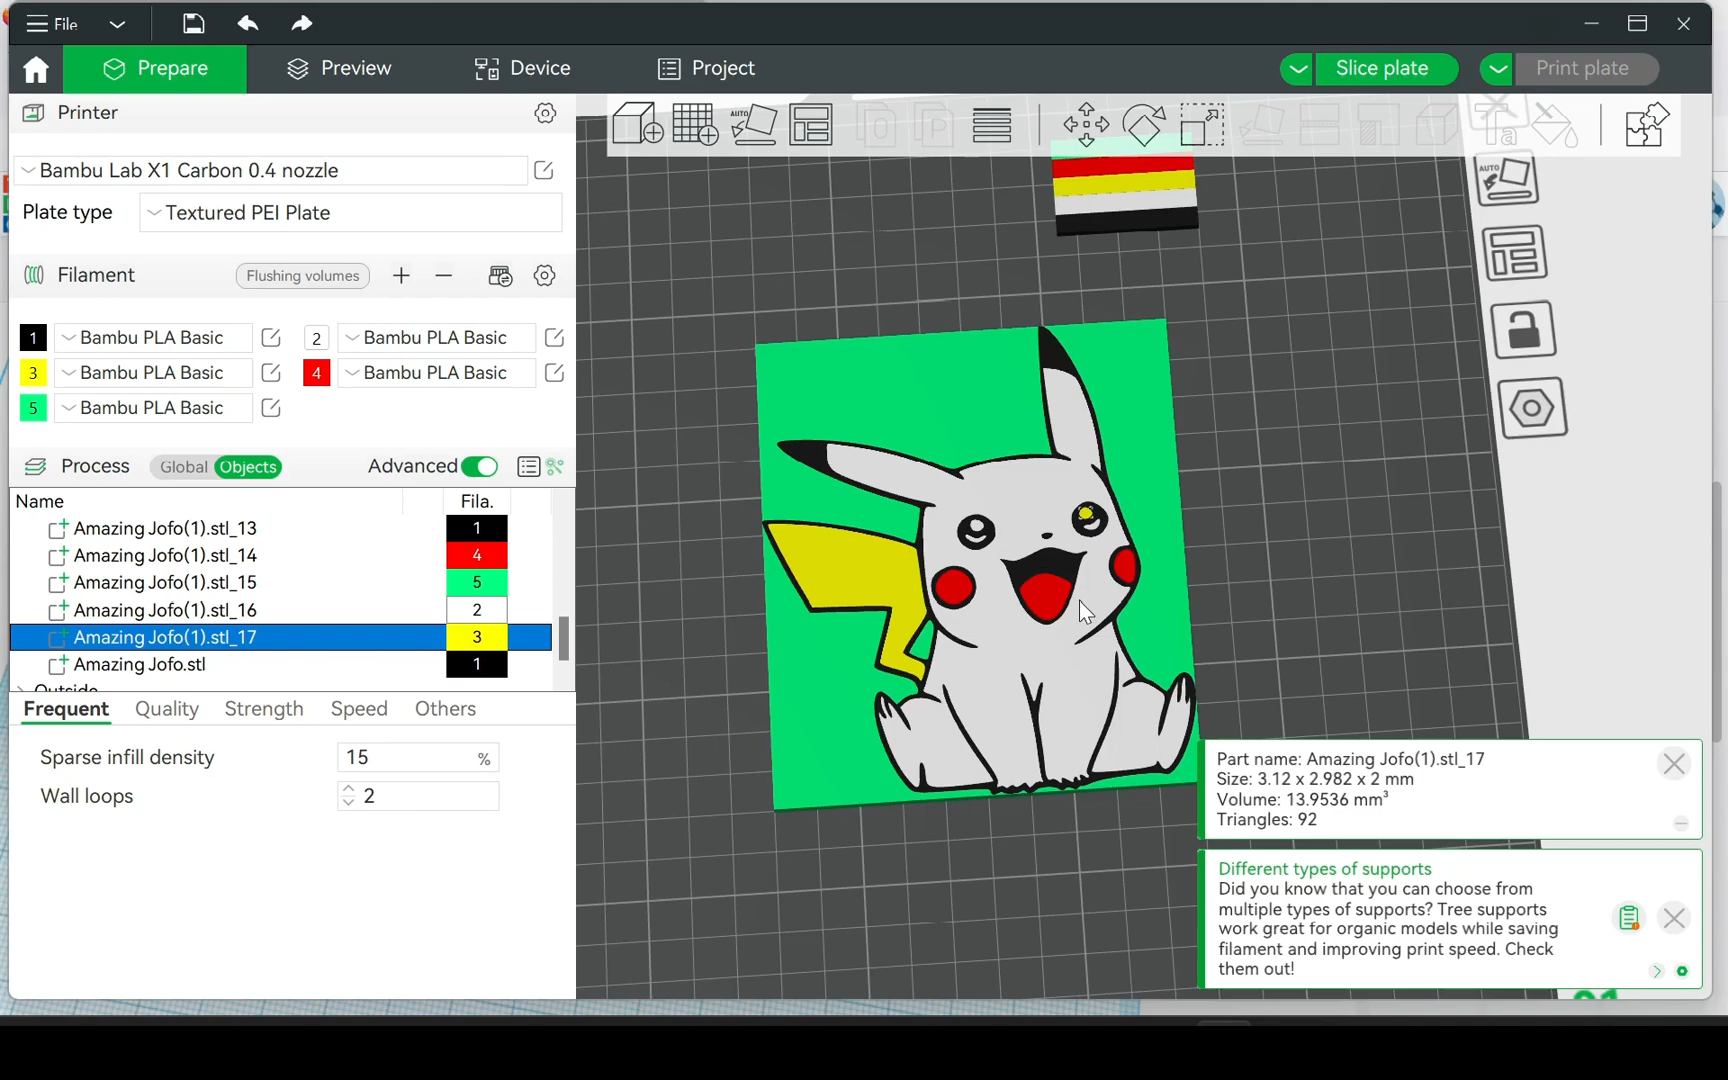 File
Prepare
Preview
Device
Project
Slice plate
Print plate
Printer
Bambu Lab X1 Carbon 0.4 nozzle
Plate type
Textured PEI Plate
Filament
Flushing volumes
1 Bambu PLA Basic
2 Bambu PLA Basic
3 Bambu PLA Basic
4 Bambu PLA Basic
5 Bambu PLA Basic
Process
Global Objects
Advanced
Name Fila.
Amazing Jofo(1).stl_13 1
Amazing Jofo(1).stl_14 4
Amazing Jofo(1).stl_15 5
Amazing Jofo(1).stl_16 2
Amazing Jofo(1).stl_17 3
Amazing Jofo.stl 1
Outside
Frequent Quality Strength Speed Others
Sparse infill density 15 %
Wall loops 2
AUTO
AUTO
Part name: Amazing Jofo(1).stl_17
Size: 3.12 x 2.982 x 2 mm
Volume: 13.9536 mm³
Triangles: 92
Different types of supports
Did you know that you can choose from
multiple types of supports? Tree supports
work great for organic models while saving
filament and improving print speed. Check
them out!